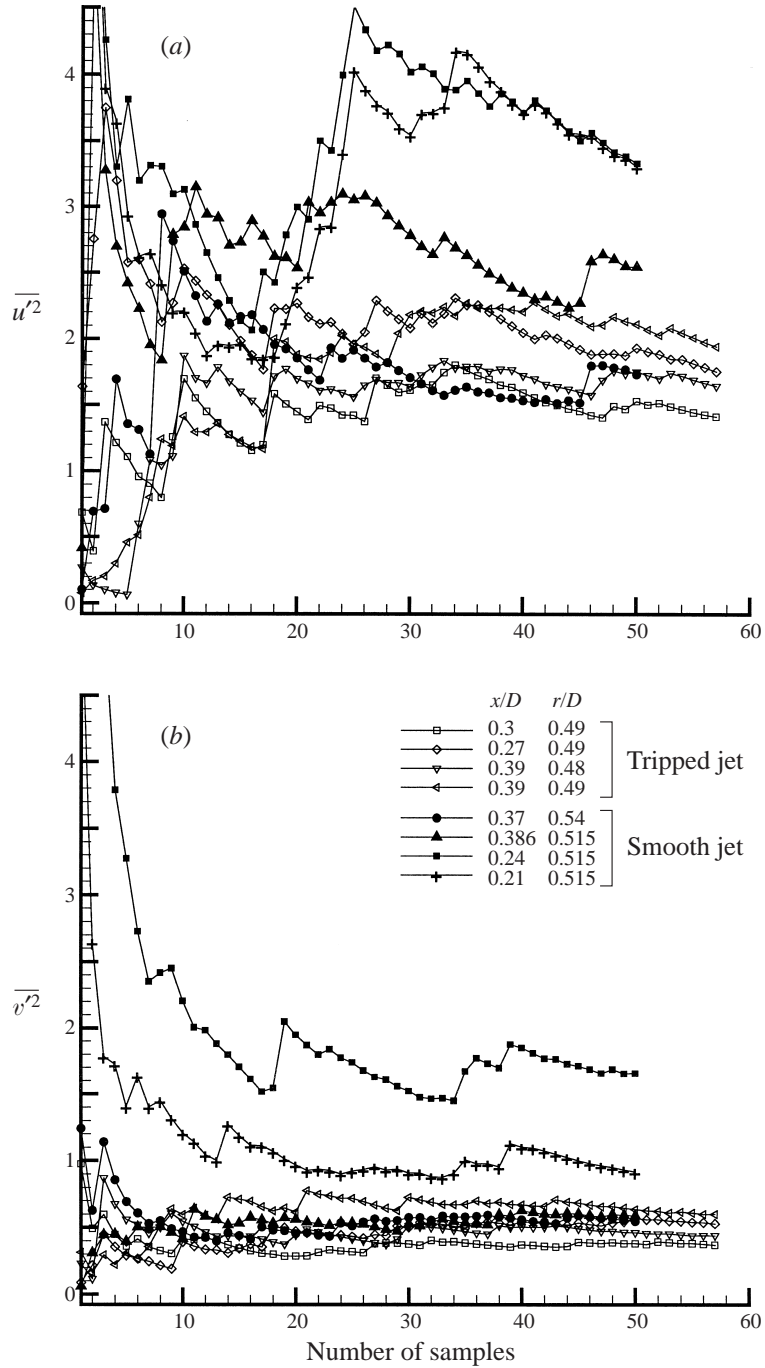 (a)
4
3
u′2
2
1
0
10 20 30 40 50 60
(b)
x/D r/D
0.3 0.49
0.27 0.49
0.39 0.48
0.39 0.49
Tripped jet
0.37 0.54
0.386 0.515
0.24 0.515
0.21 0.515
Smooth jet
4
3
v′2
2
1
0
10 20 30 40 50 60
Number of samples